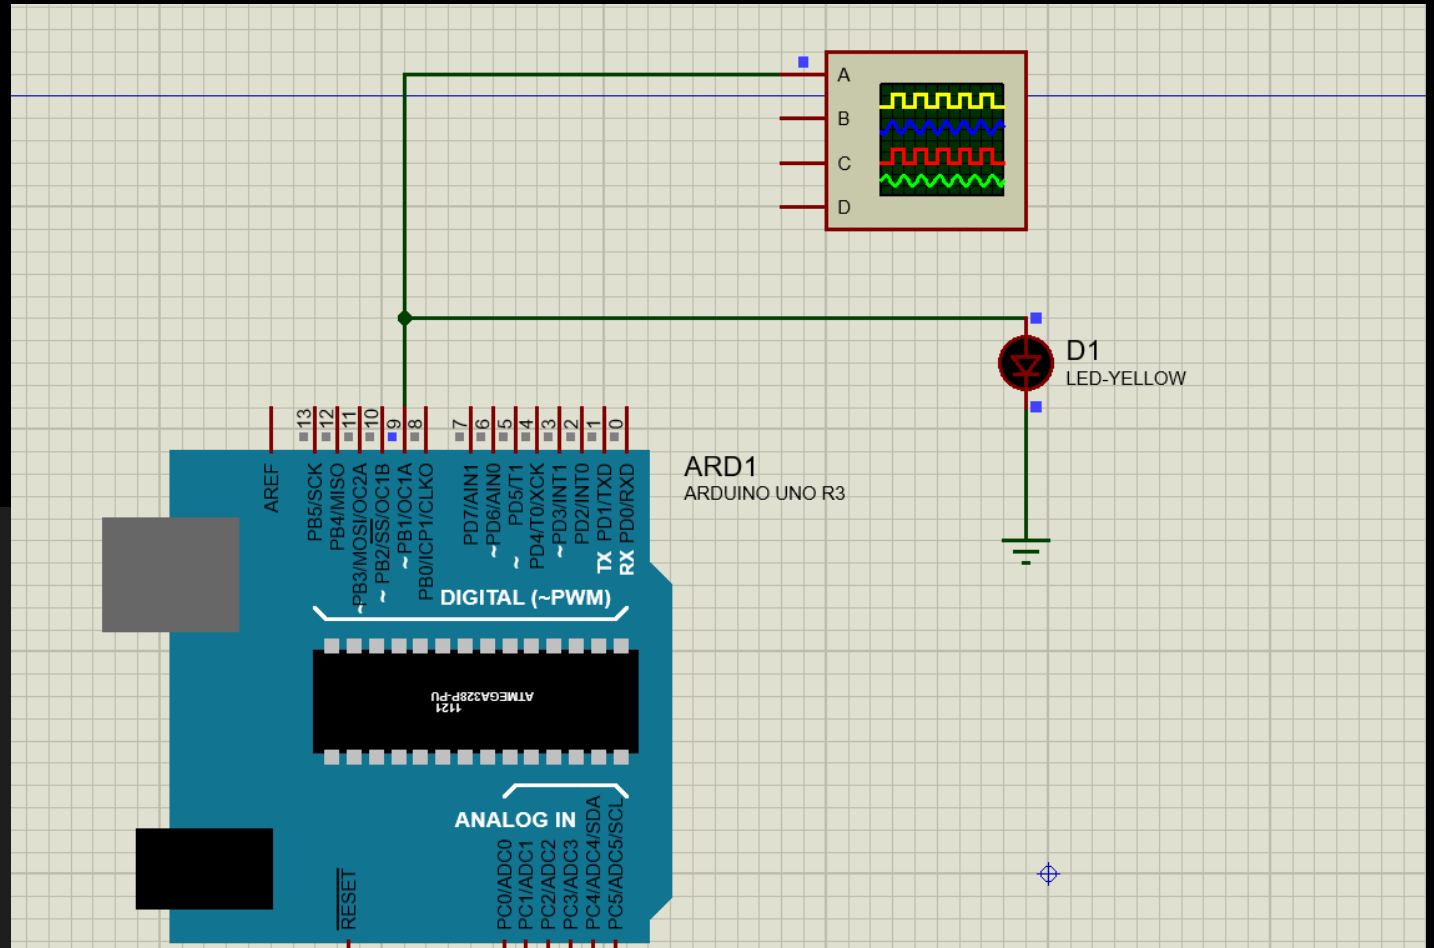 A
B
C
D
D1
LED-YELLOW
13
12
11
10
9
8
7
6
5
4
3
2
1
0
AREF
PB5/SCK
PB4/MISO
~PB3/MOSI/OC2A
~ PB2/SS/OC1B
~ PB1/OC1A
PB0/ICP1/CLKO
PD7/AIN1
~ PD6/AIN0
~ PD5/T1
PD4/T0/XCK
~ PD3/INT1
PD2/INT0
TX PD1/TXD
RX PD0/RXD
ARD1
ARDUINO UNO R3
DIGITAL (~PWM)
ATMEGA328P-PU
1121
ANALOG IN
RESET
PC0/ADC0
PC1/ADC1
PC2/ADC2
PC3/ADC3
PC4/ADC4/SDA
PC5/ADC5/SCL